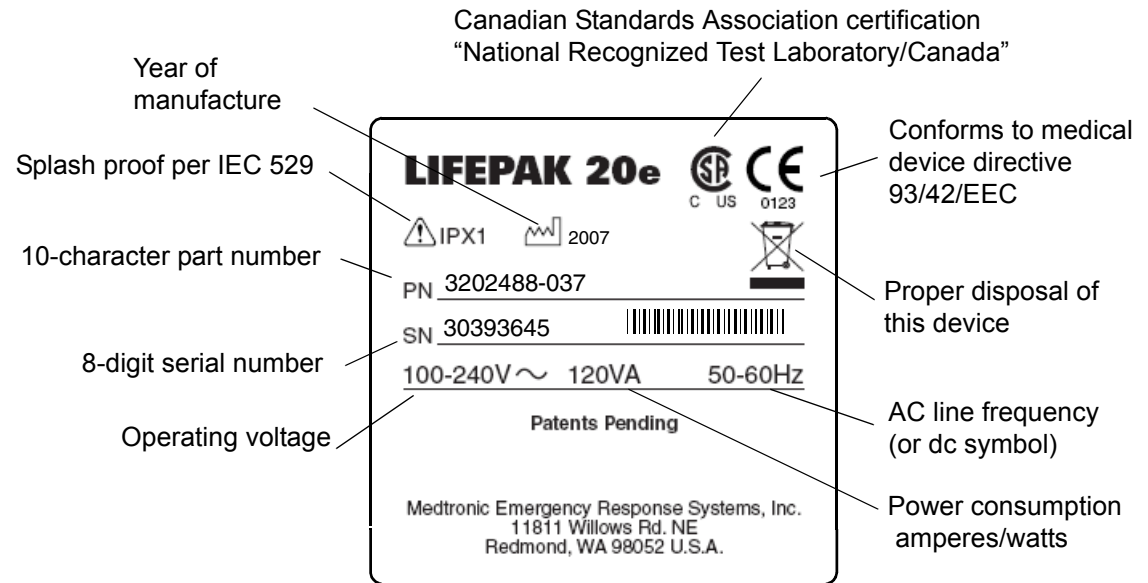 Canadian Standards Association certification
“National Recognized Test Laboratory/Canada”
Year of
manufacture
Splash proof per IEC 529
10-character part number
8-digit serial number
Operating voltage
LIFEPAK 20e
SA
C US
CE
0123
IPX1
2007
PN 3202488-037
SN 30393645
100-240V～ 120VA 50-60Hz
Patents Pending
Medtronic Emergency Response Systems, Inc.
11811 Willows Rd. NE
Redmond, WA 98052 U.S.A.
Conforms to medical
device directive
93/42/EEC
Proper disposal of
this device
AC line frequency
(or dc symbol)
Power consumption
amperes/watts